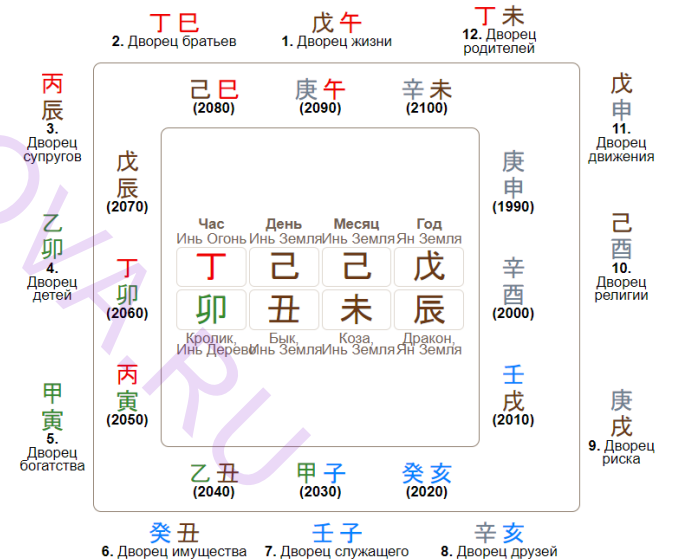 丁 巳
2. Дворец братьев
戊 午
1. Дворец жизни
丁 未
12. Дворец
родителей
丙
辰
3.
Дворец
супругов
己 巳
(2080)
庚 午
(2090)
辛 未
(2100)
戊
申
11.
Дворец
движения
戊
辰
(2070)
庚
申
(1990)
Час День Месяц Год
Инь Огонь Инь Земля Инь Земля Ян Земля
丁 己 己 戊
卯 丑 未 辰
Кролик, Бык, Коза, Дракон,
Инь Дерево Инь Земля Инь Земля Ян Земля
乙
卯
4.
Дворец
детей
丁
卯
(2060)
辛
酉
(2000)
己
酉
10.
Дворец
религии
甲
寅
5.
Дворец
богатства
丙
寅
(2050)
壬
戌
(2010)
庚
戌
9. Дворец
риска
乙 丑
(2040)
甲 子
(2030)
癸 亥
(2020)
癸 丑
6. Дворец имущества
壬 子
7. Дворец служащего
辛 亥
8. Дворец друзей
OVA.RU